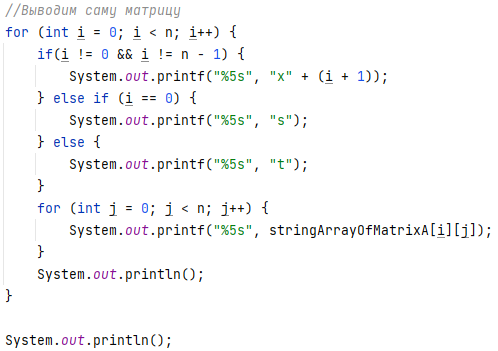 //Выводим саму матрицу
for (int i = 0; i < n; i++) {
    if(i != 0 && i != n - 1) {
        System.out.printf("%5s", "x" + (i + 1));
    } else if (i == 0) {
        System.out.printf("%5s", "s");
    } else {
        System.out.printf("%5s", "t");
    }
    for (int j = 0; j < n; j++) {
        System.out.printf("%5s", stringArrayOfMatrixA[i][j]);
    }
    System.out.println();
}

System.out.println();